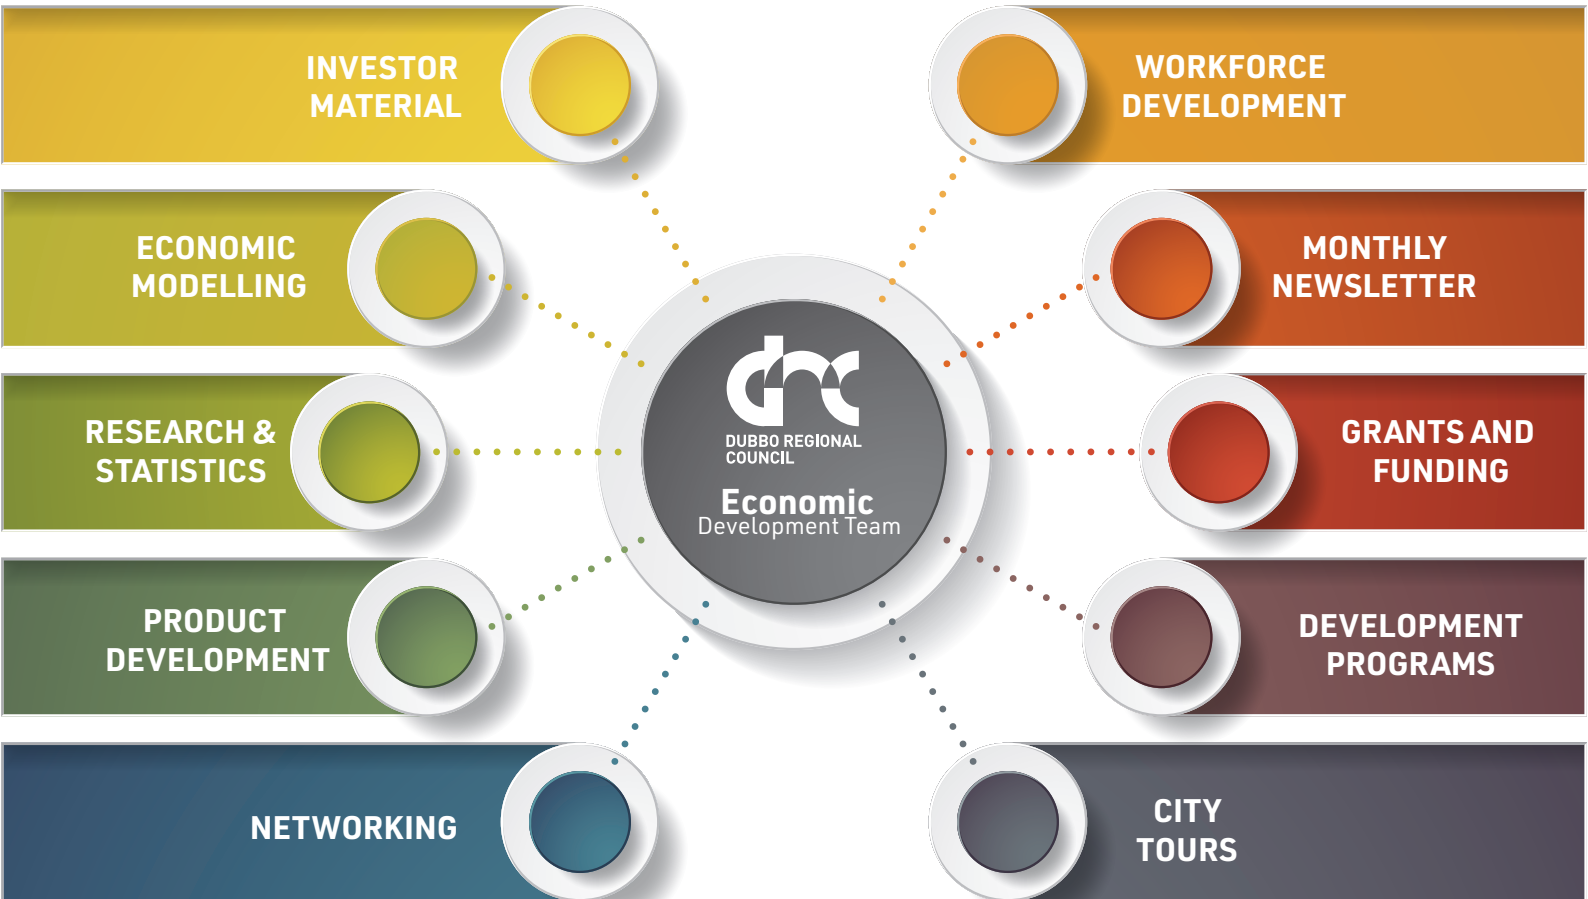 INVESTOR
MATERIAL
ECONOMIC
MODELLING
RESEARCH &
STATISTICS
PRODUCT
DEVELOPMENT
NETWORKING
drc
DUBBO REGIONAL
COUNCIL
Economic
Development Team
WORKFORCE
DEVELOPMENT
MONTHLY
NEWSLETTER
GRANTS AND
FUNDING
DEVELOPMENT
PROGRAMS
CITY
TOURS